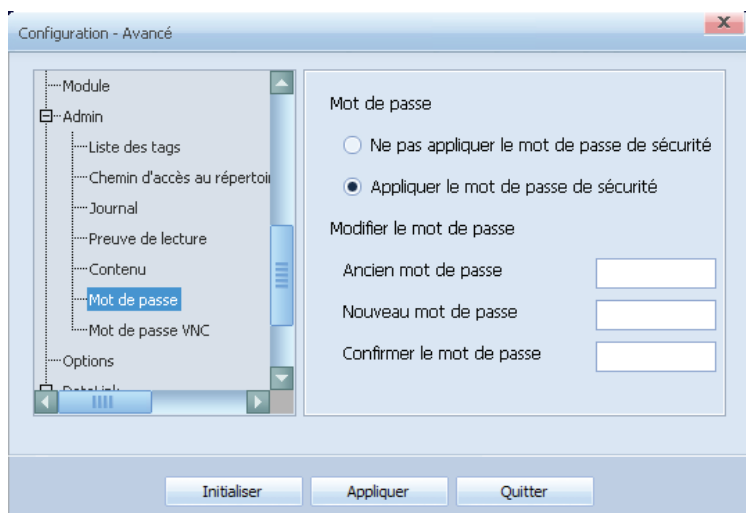 Configuration - Avancé
Module
Admin
Liste des tags
Chemin d'accès au répertoi
Journal
Preuve de lecture
Contenu
Mot de passe
Mot de passe VNC
Options
DataLink
Mot de passe
Ne pas appliquer le mot de passe de sécurité
Appliquer le mot de passe de sécurité
Modifier le mot de passe
Ancien mot de passe
Nouveau mot de passe
Confirmer le mot de passe
Initialiser
Appliquer
Quitter